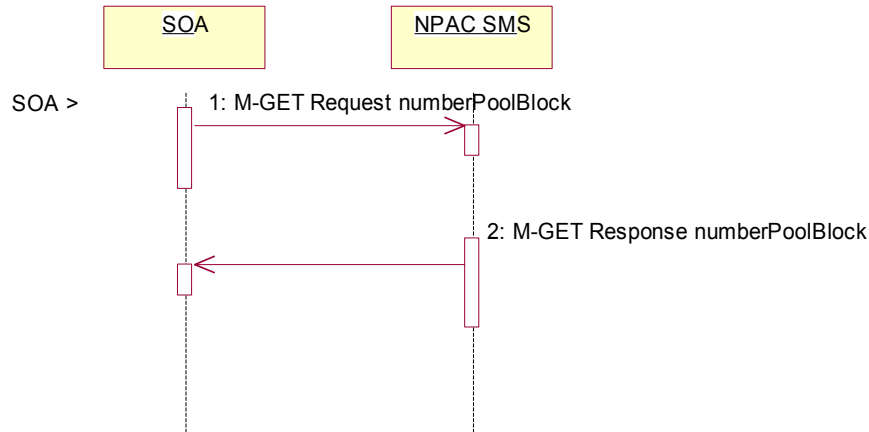 SOA
NPAC SMS
SOA >
1: M-GET Request numberPoolBlock
2: M-GET Response numberPoolBlock